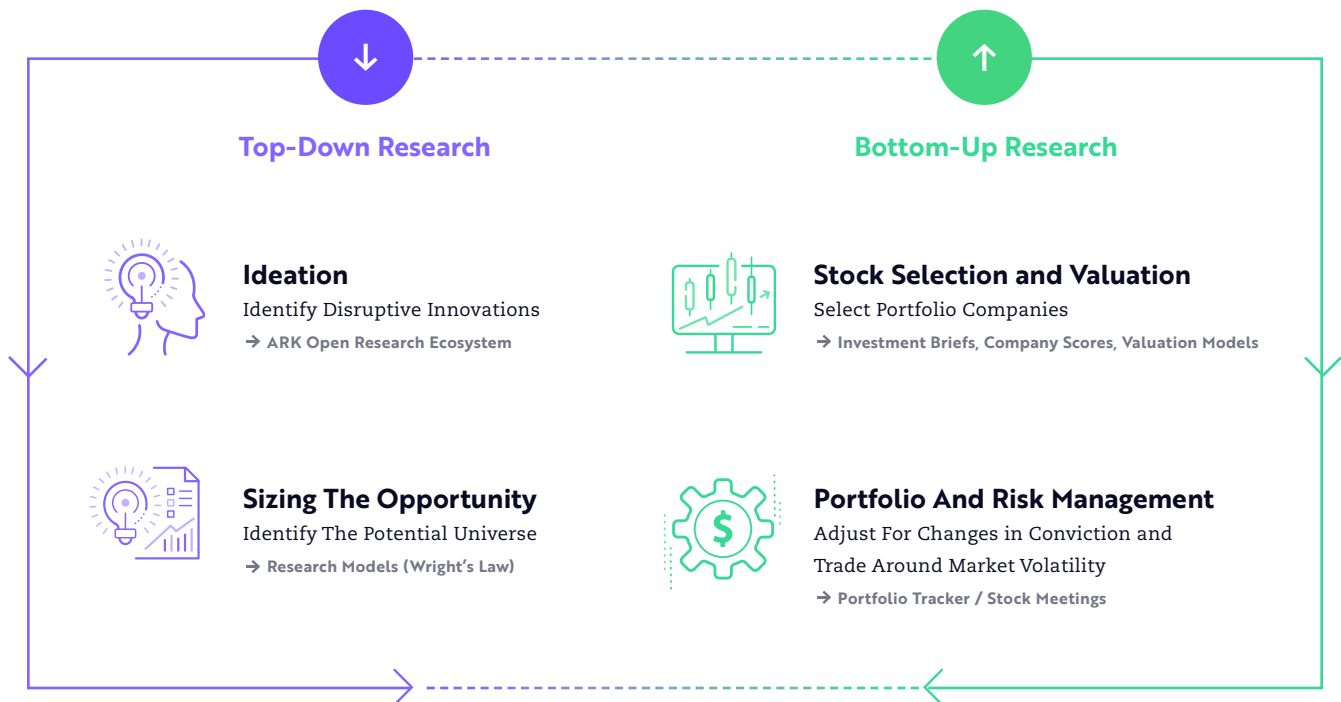 Top-Down Research
Ideation
Identify Disruptive Innovations
→ ARK Open Research Ecosystem
Sizing The Opportunity
Identify The Potential Universe
→ Research Models (Wright’s Law)
Bottom-Up Research
Stock Selection and Valuation
Select Portfolio Companies
→ Investment Briefs, Company Scores, Valuation Models
Portfolio And Risk Management
Adjust For Changes in Conviction and
Trade Around Market Volatility
→ Portfolio Tracker / Stock Meetings
$